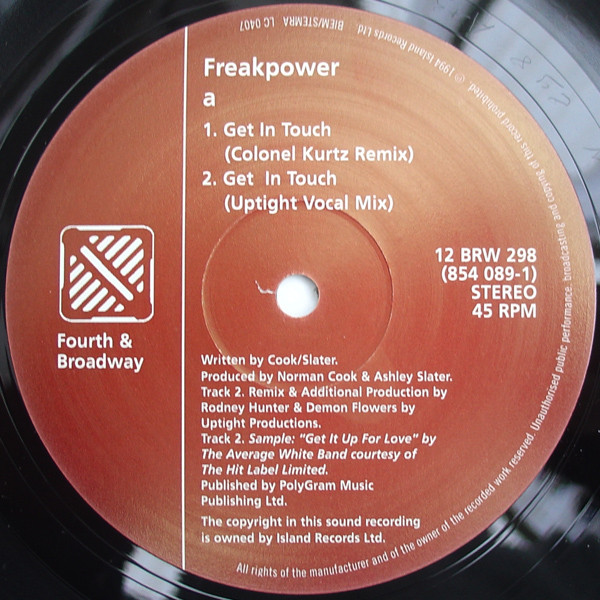 Freakpower
a
1. Get In Touch
(Colonel Kurtz Remix)
2. Get In Touch
(Uptight Vocal Mix)
12 BRW 298
(854 089-1)
STEREO
45 RPM
Fourth &
Broadway
Written by Cook/Slater.
Produced by Norman Cook & Ashley Slater.
Track 2. Remix & Additional Production by
Rodney Hunter & Demon Flowers by
Uptight Productions.
Track 2. Sample: "Get It Up For Love" by
The Average White Band courtesy of
The Hit Label Limited.
Published by PolyGram Music
Publishing Ltd.
The copyright in this sound recording
is owned by Island Records Ltd.
All rights of the manufacturer and of the owner of the recorded work reserved. Unauthorised public performance, broadcasting and copying of this record prohibited ℗ 1994 Island Records Ltd. BIEM/STEMRA LC 0407